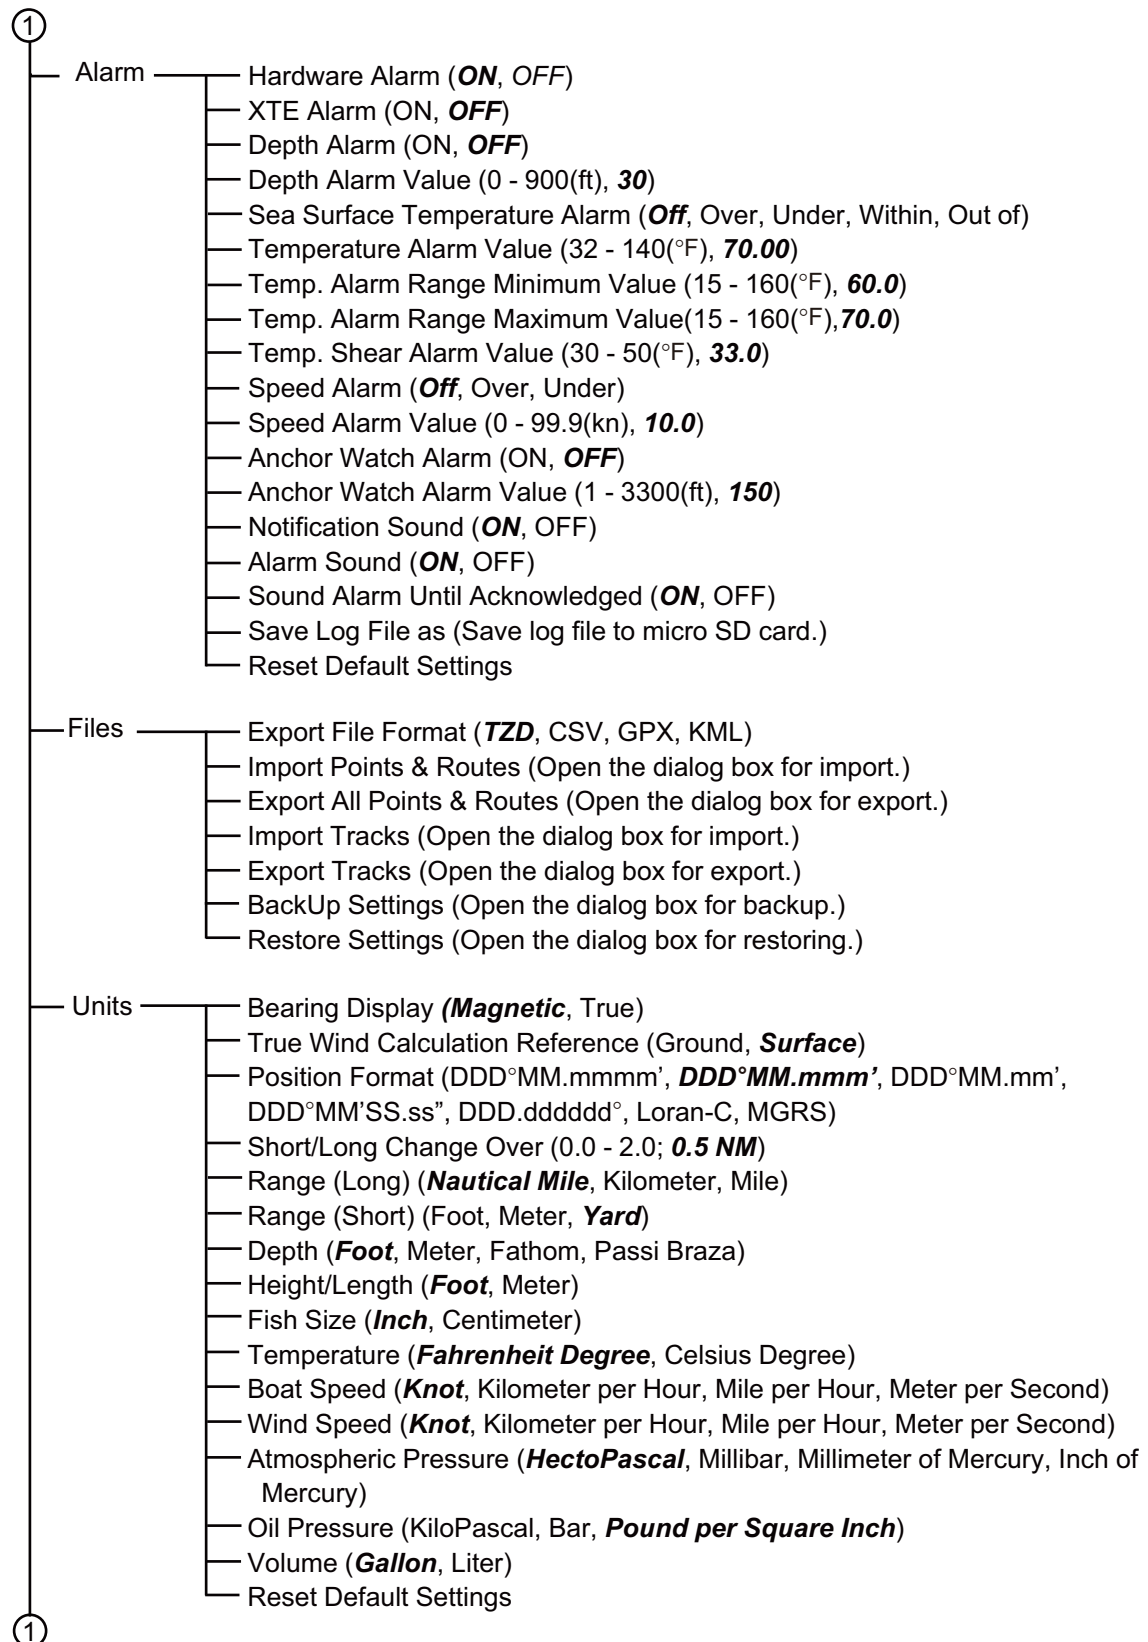 1
Alarm
Hardware Alarm (ON, OFF)
XTE Alarm (ON, OFF)
Depth Alarm (ON, OFF)
Depth Alarm Value (0 - 900(ft), 30)
Sea Surface Temperature Alarm (Off, Over, Under, Within, Out of)
Temperature Alarm Value (32 - 140(°F), 70.00)
Temp. Alarm Range Minimum Value (15 - 160(°F), 60.0)
Temp. Alarm Range Maximum Value(15 - 160(°F),70.0)
Temp. Shear Alarm Value (30 - 50(°F), 33.0)
Speed Alarm (Off, Over, Under)
Speed Alarm Value (0 - 99.9(kn), 10.0)
Anchor Watch Alarm (ON, OFF)
Anchor Watch Alarm Value (1 - 3300(ft), 150)
Notification Sound (ON, OFF)
Alarm Sound (ON, OFF)
Sound Alarm Until Acknowledged (ON, OFF)
Save Log File as (Save log file to micro SD card.)
Reset Default Settings
Files
Export File Format (TZD, CSV, GPX, KML)
Import Points & Routes (Open the dialog box for import.)
Export All Points & Routes (Open the dialog box for export.)
Import Tracks (Open the dialog box for import.)
Export Tracks (Open the dialog box for export.)
BackUp Settings (Open the dialog box for backup.)
Restore Settings (Open the dialog box for restoring.)
Units
Bearing Display (Magnetic, True)
True Wind Calculation Reference (Ground, Surface)
Position Format (DDD°MM.mmmm’, DDD°MM.mmm’, DDD°MM.mm’,
DDD°MM’SS.ss”, DDD.dddddd°, Loran-C, MGRS)
Short/Long Change Over (0.0 - 2.0; 0.5 NM)
Range (Long) (Nautical Mile, Kilometer, Mile)
Range (Short) (Foot, Meter, Yard)
Depth (Foot, Meter, Fathom, Passi Braza)
Height/Length (Foot, Meter)
Fish Size (Inch, Centimeter)
Temperature (Fahrenheit Degree, Celsius Degree)
Boat Speed (Knot, Kilometer per Hour, Mile per Hour, Meter per Second)
Wind Speed (Knot, Kilometer per Hour, Mile per Hour, Meter per Second)
Atmospheric Pressure (HectoPascal, Millibar, Millimeter of Mercury, Inch of
Mercury)
Oil Pressure (KiloPascal, Bar, Pound per Square Inch)
Volume (Gallon, Liter)
Reset Default Settings
1